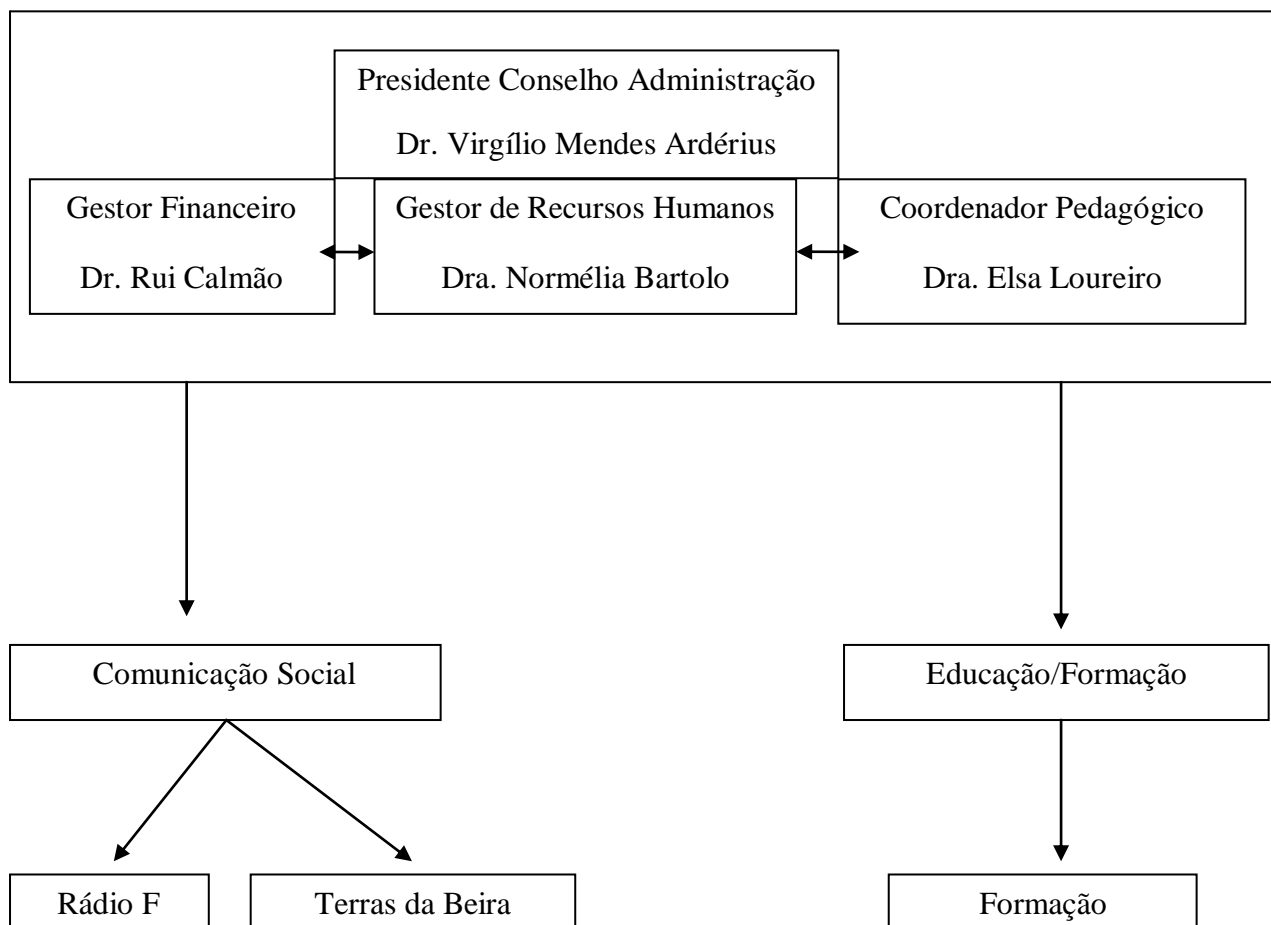 Presidente Conselho Administração
Dr. Virgílio Mendes Ardérius
Gestor Financeiro
Dr. Rui Calmão
Gestor de Recursos Humanos
Dra. Normélia Bartolo
Coordenador Pedagógico
Dra. Elsa Loureiro
Comunicação Social
Educação/Formação
Rádio F
Terras da Beira
Formação